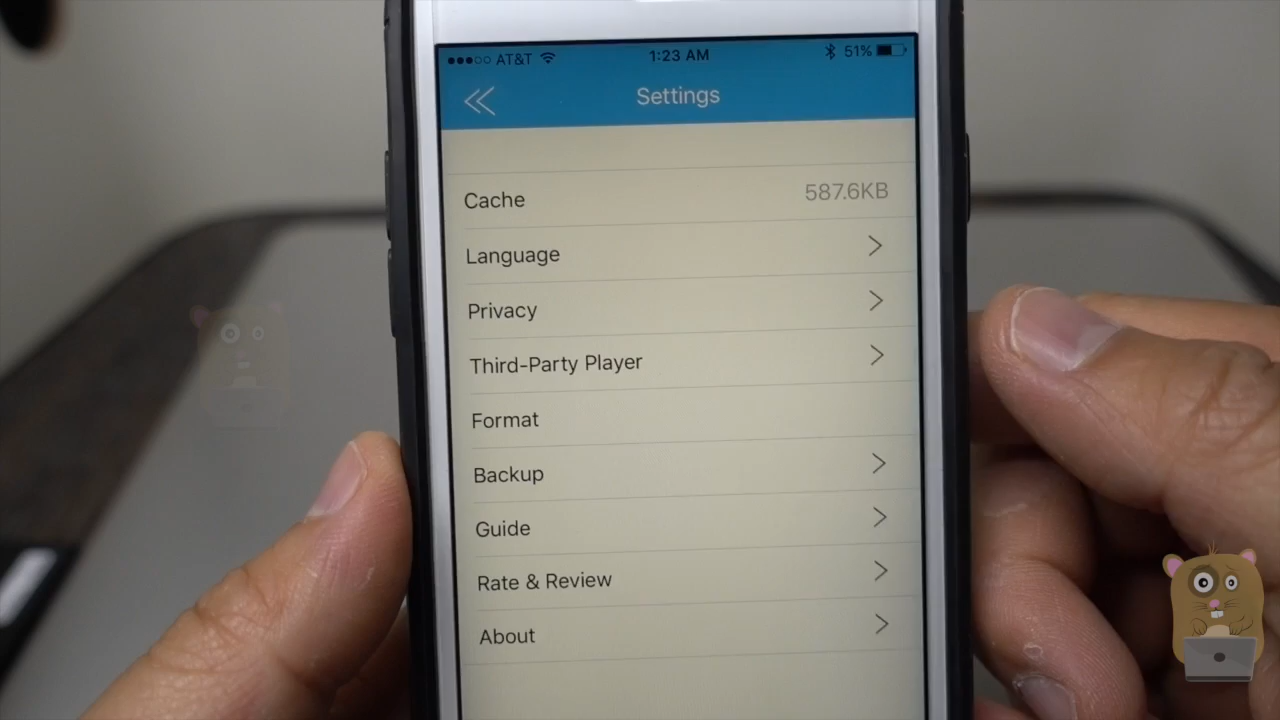 AT&T 1:23 AM 51%
Settings
Cache 587.6KB
Language
Privacy
Third-Party Player
Format
Backup
Guide
Rate & Review
About